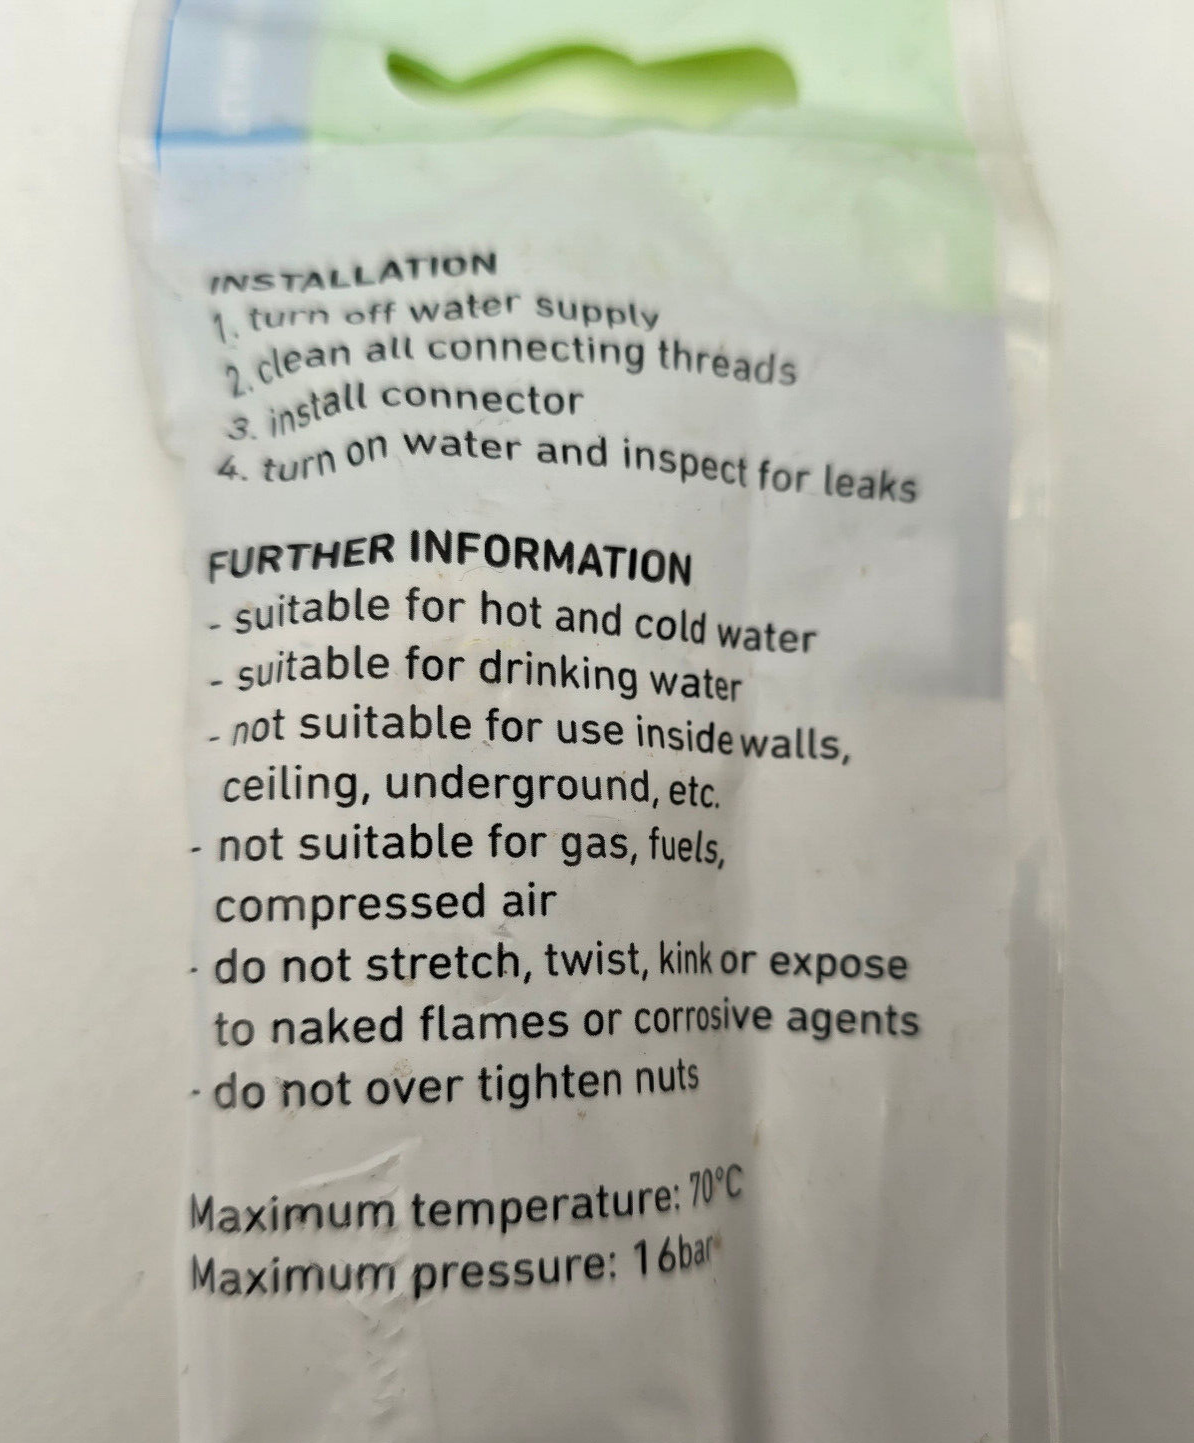 INSTALLATION
1. turn off water supply
2. clean all connecting threads
3. install connector
4. turn on water and inspect for leaks
FURTHER INFORMATION
- suitable for hot and cold water
- suitable for drinking water
- not suitable for use inside walls,
ceiling, underground, etc.
- not suitable for gas, fuels,
compressed air
- do not stretch, twist, kink or expose
to naked flames or corrosive agents
- do not over tighten nuts
Maximum temperature: 70°C
Maximum pressure: 16bar